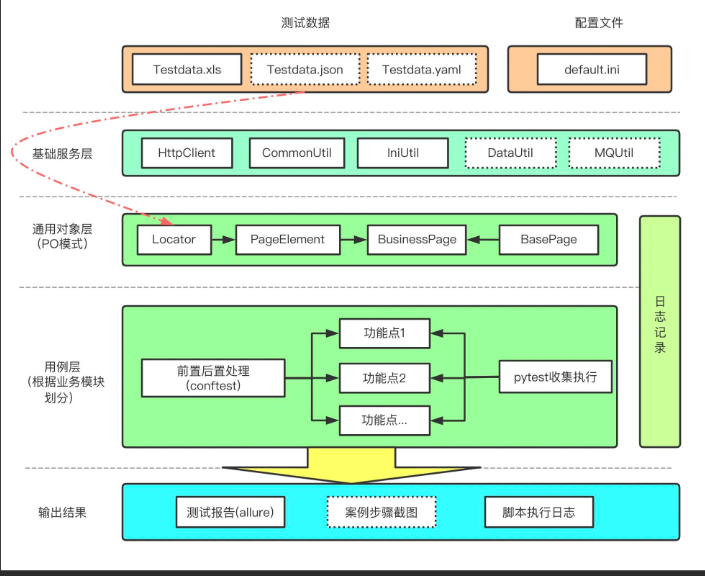 测试数据
配置文件
Testdata.xls
Testdata.json
Testdata.yaml
default.ini
基础服务层
HttpClient
CommonUtil
IniUtil
DataUtil
MQUtil
通用对象层
(PO模式)
Locator
PageElement
BusinessPage
BasePage
日志记录
用例层
(根据业务模块
划分)
前置后置处理
(conftest)
功能点1
功能点2
功能点...
pytest收集执行
输出结果
测试报告(allure)
案例步骤截图
脚本执行日志